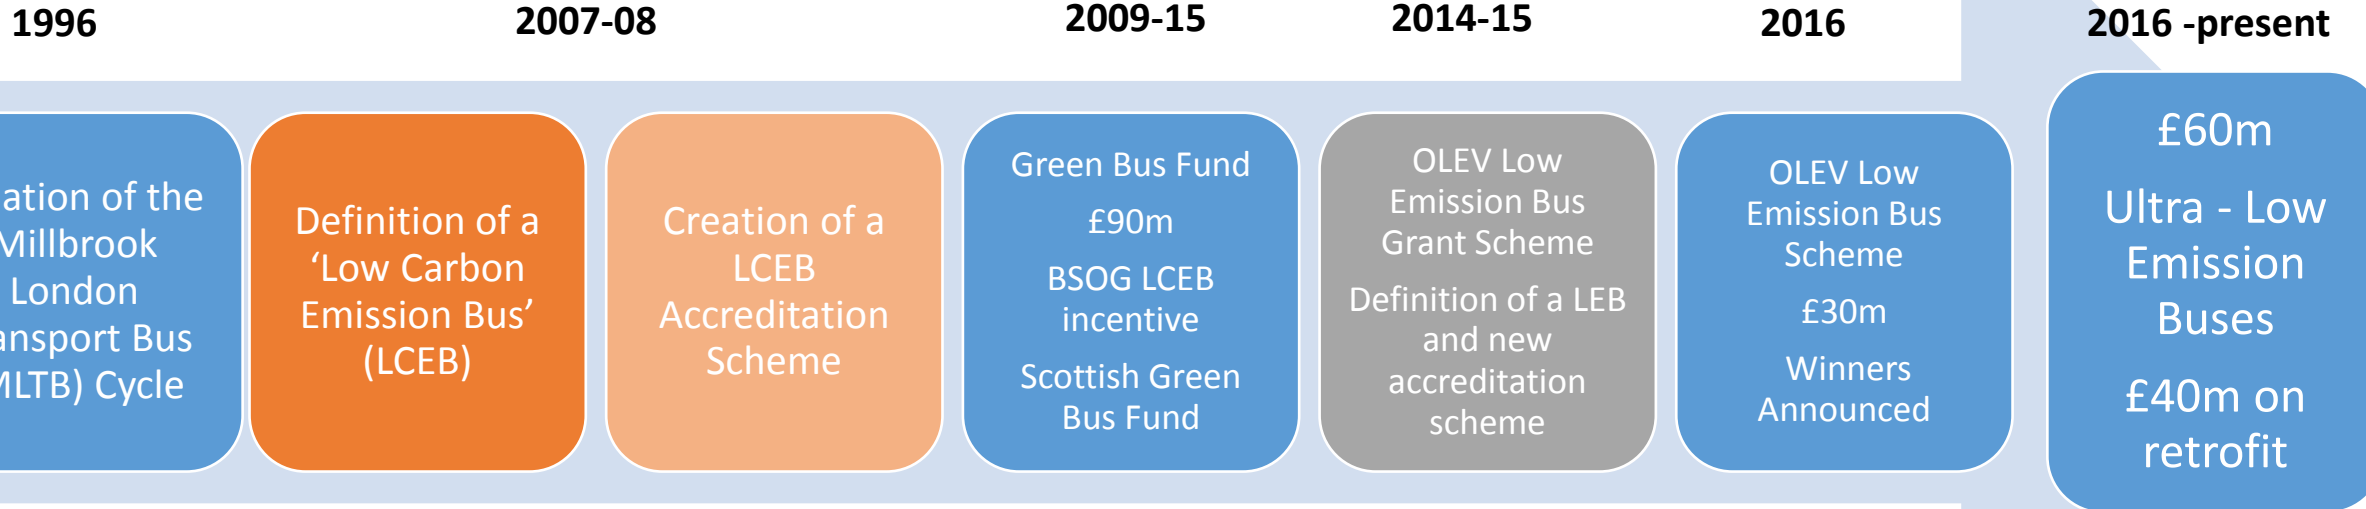 1996
2007-08
2009-15
2014-15
2016
2016 -present
ation of the
Millbrook
London
ansport Bus
MLTB) Cycle
Definition of a
‘Low Carbon
Emission Bus’
(LCEB)
Creation of a
LCEB
Accreditation
Scheme
Green Bus Fund
£90m
BSOG LCEB
incentive
Scottish Green
Bus Fund
OLEV Low
Emission Bus
Grant Scheme
Definition of a LEB
and new
accreditation
scheme
OLEV Low
Emission Bus
Scheme
£30m
Winners
Announced
£60m
Ultra - Low
Emission
Buses
£40m on
retrofit